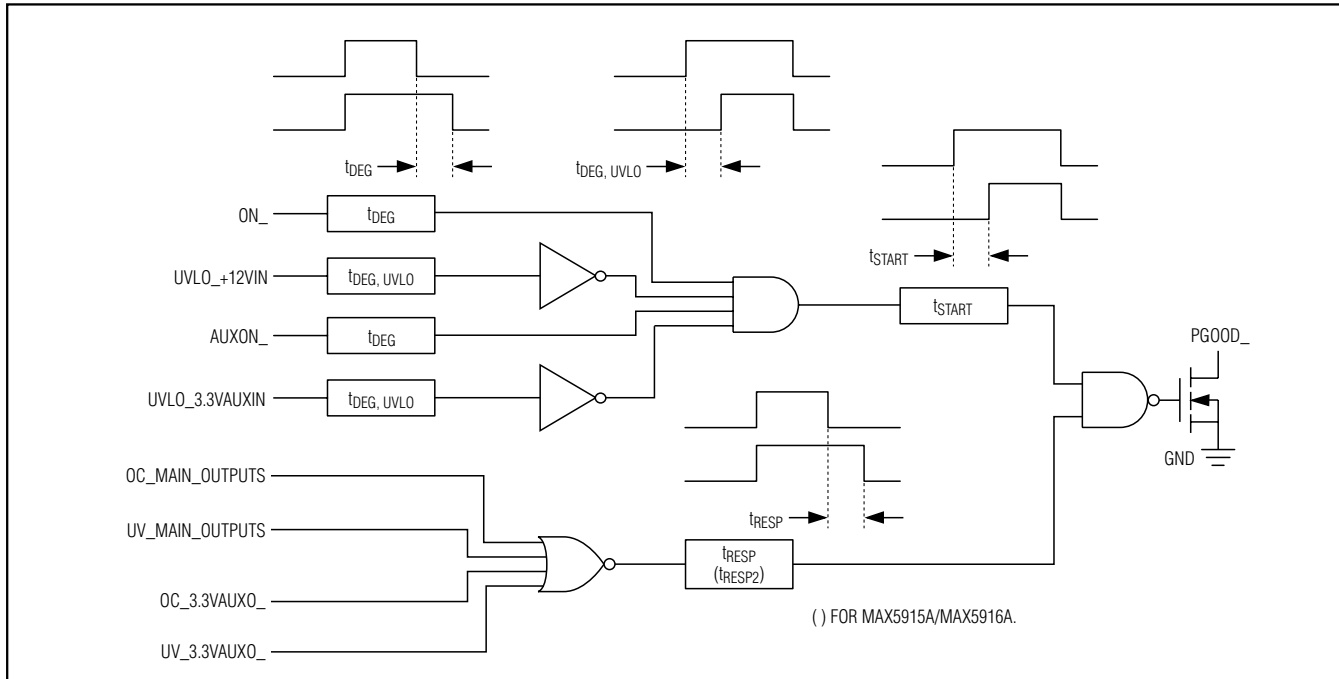 tDEG
tDEG, UVLO
tSTART
ON_
tDEG
UVLO_+12VIN
tDEG, UVLO
AUXON_
tDEG
UVLO_3.3VAUXIN
tDEG, UVLO
tSTART
PGOOD_
GND
OC_MAIN_OUTPUTS
UV_MAIN_OUTPUTS
tRESP
tRESP
(tRESP2)
OC_3.3VAUXO_
UV_3.3VAUXO_
( ) FOR MAX5915A/MAX5916A.